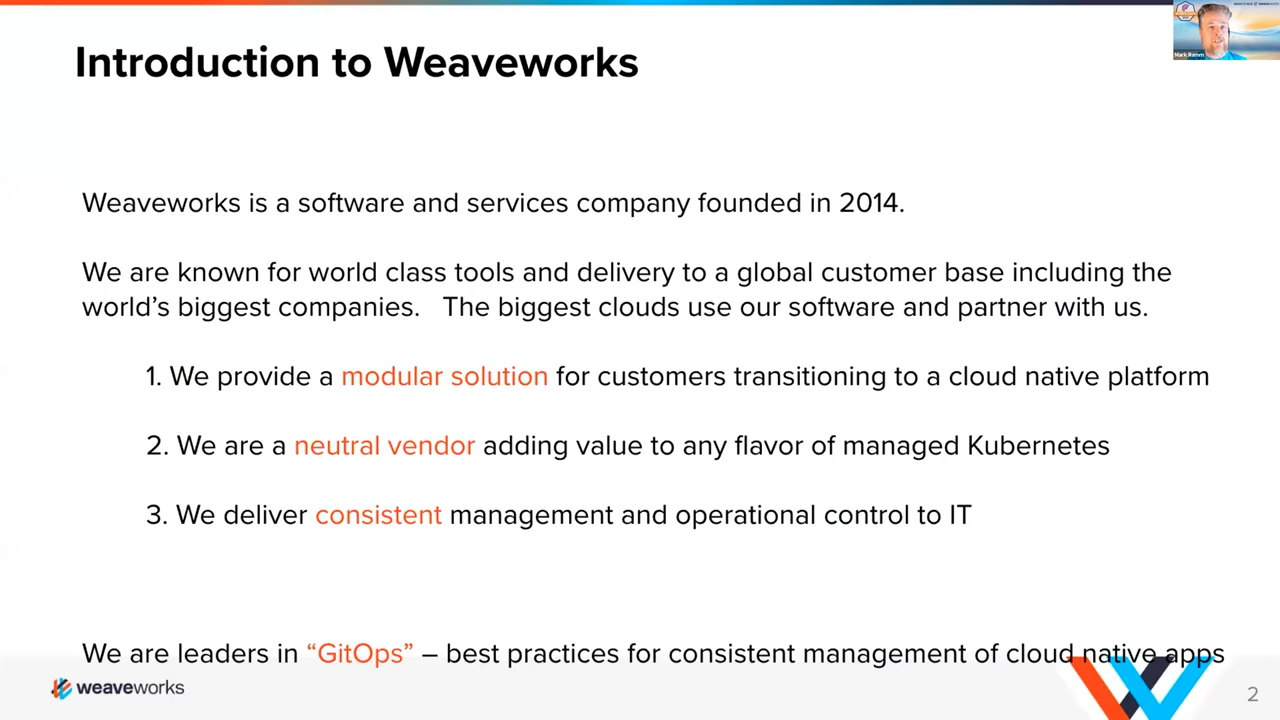 Introduction to Weaveworks
Mark Ramm
Weaveworks is a software and services company founded in 2014.
We are known for world class tools and delivery to a global customer base including the
world’s biggest companies. The biggest clouds use our software and partner with us.
1. We provide a modular solution for customers transitioning to a cloud native platform
2. We are a neutral vendor adding value to any flavor of managed Kubernetes
3. We deliver consistent management and operational control to IT
We are leaders in “GitOps” – best practices for consistent management of cloud native apps
weaveworks
2